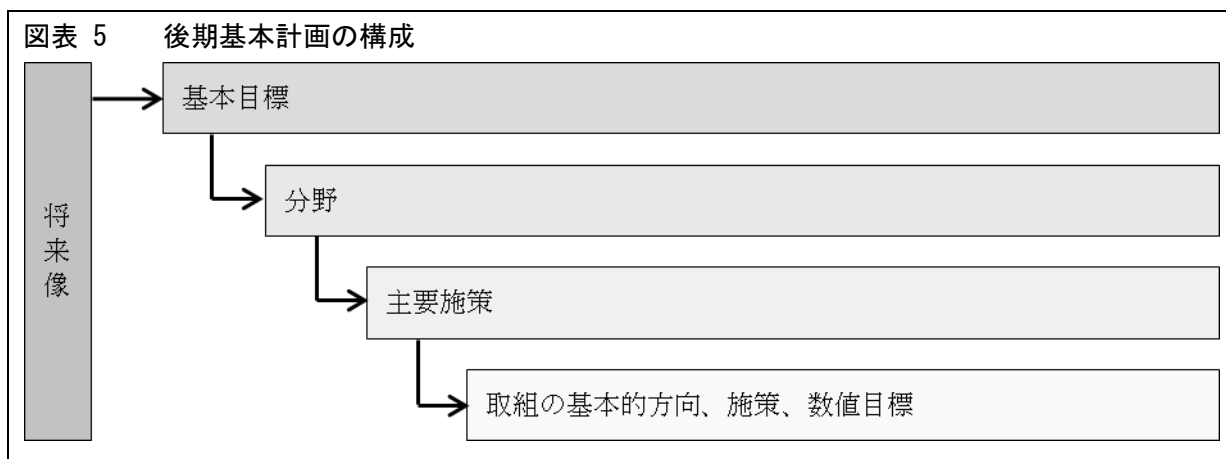 図表 5 後期基本計画の構成
将来像
基本目標
分野
主要施策
取組の基本的方向、施策、数値目標